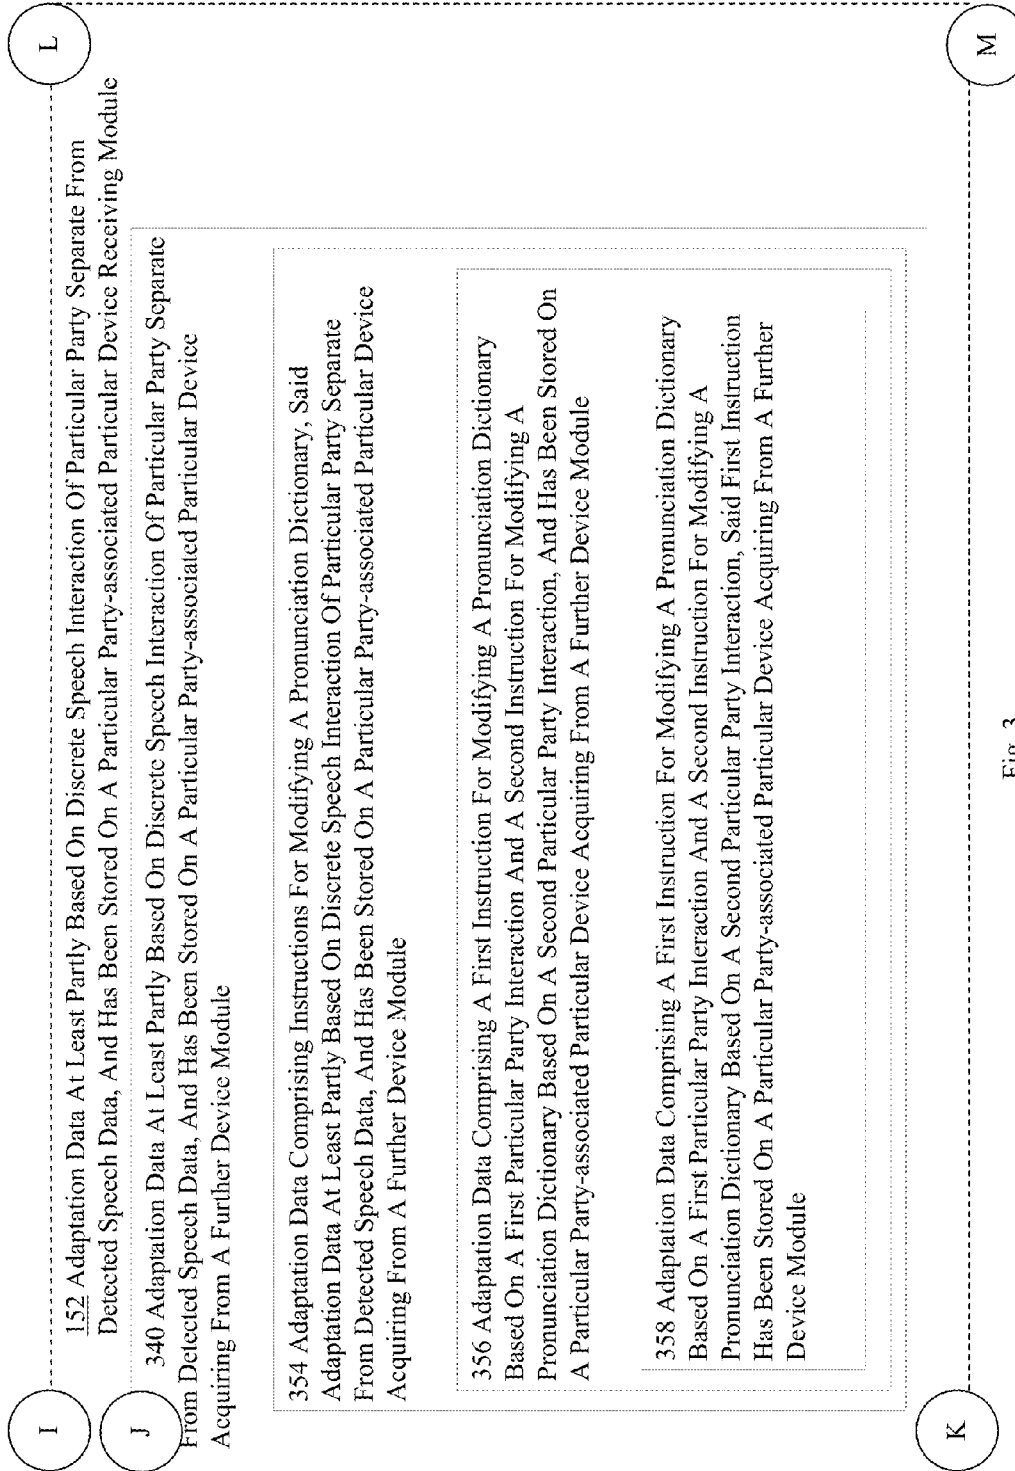 I
L
152 Adaptation Data At Least Partly Based On Discrete Speech Interaction Of Particular Party Separate From
Detected Speech Data, And Has Been Stored On A Particular Party-associated Particular Device Receiving Module
J
340 Adaptation Data At Least Partly Based On Discrete Speech Interaction Of Particular Party Separate
From Detected Speech Data, And Has Been Stored On A Particular Party-associated Particular Device
Acquiring From A Further Device Module
354 Adaptation Data Comprising Instructions For Modifying A Pronunciation Dictionary, Said
Adaptation Data At Least Partly Based On Discrete Speech Interaction Of Particular Party Separate
From Detected Speech Data, And Has Been Stored On A Particular Party-associated Particular Device
Acquiring From A Further Device Module
356 Adaptation Data Comprising A First Instruction For Modifying A Pronunciation Dictionary
Based On A First Particular Party Interaction And A Second Instruction For Modifying A
Pronunciation Dictionary Based On A Second Particular Party Interaction, And Has Been Stored On
A Particular Party-associated Particular Device Acquiring From A Further Device Module
358 Adaptation Data Comprising A First Instruction For Modifying A Pronunciation Dictionary
Based On A First Particular Party Interaction And A Second Instruction For Modifying A
Pronunciation Dictionary Based On A Second Particular Party Interaction, Said First Instruction
Has Been Stored On A Particular Party-associated Particular Device Acquiring From A Further
Device Module
K
M
Fig. 3